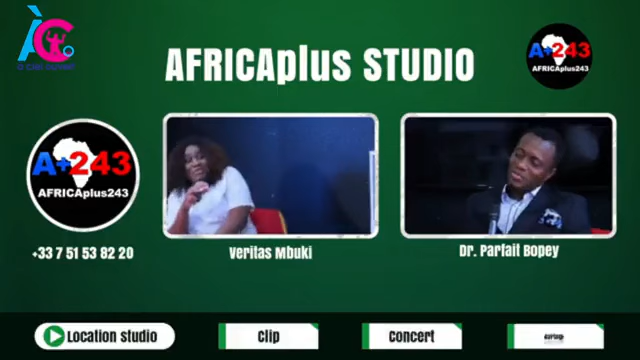 ÀC.
AFRICAplus STUDIO
A+243
AFRICAplus243
A+243
AFRICAplus243
+33 7 51 53 82 20
Veritas Mbuki
Dr. Parfait Bopey
Location studio
Clip
Concert